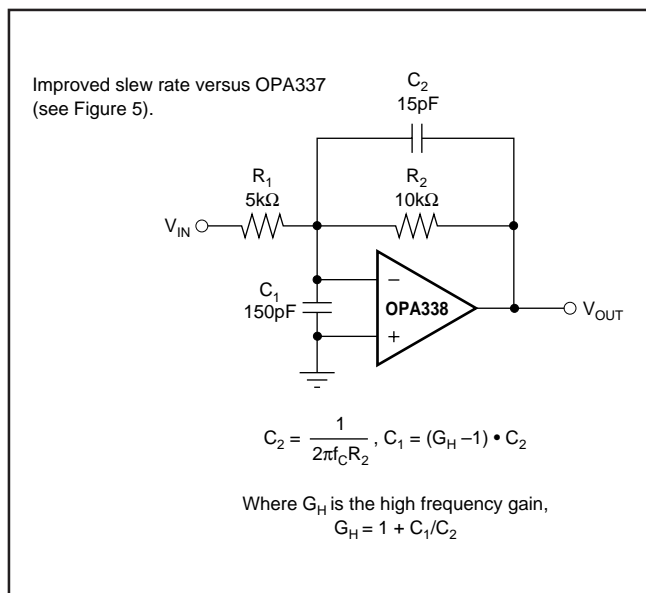 Improved slew rate versus OPA337
(see Figure 5).
C2
15pF
R1
5kΩ
R2
10kΩ
VIN
C1
150pF
–
OPA338
+
VOUT
C2 = 1 / 2πfCR2 , C1 = (GH –1) • C2
Where GH is the high frequency gain,
GH = 1 + C1/C2